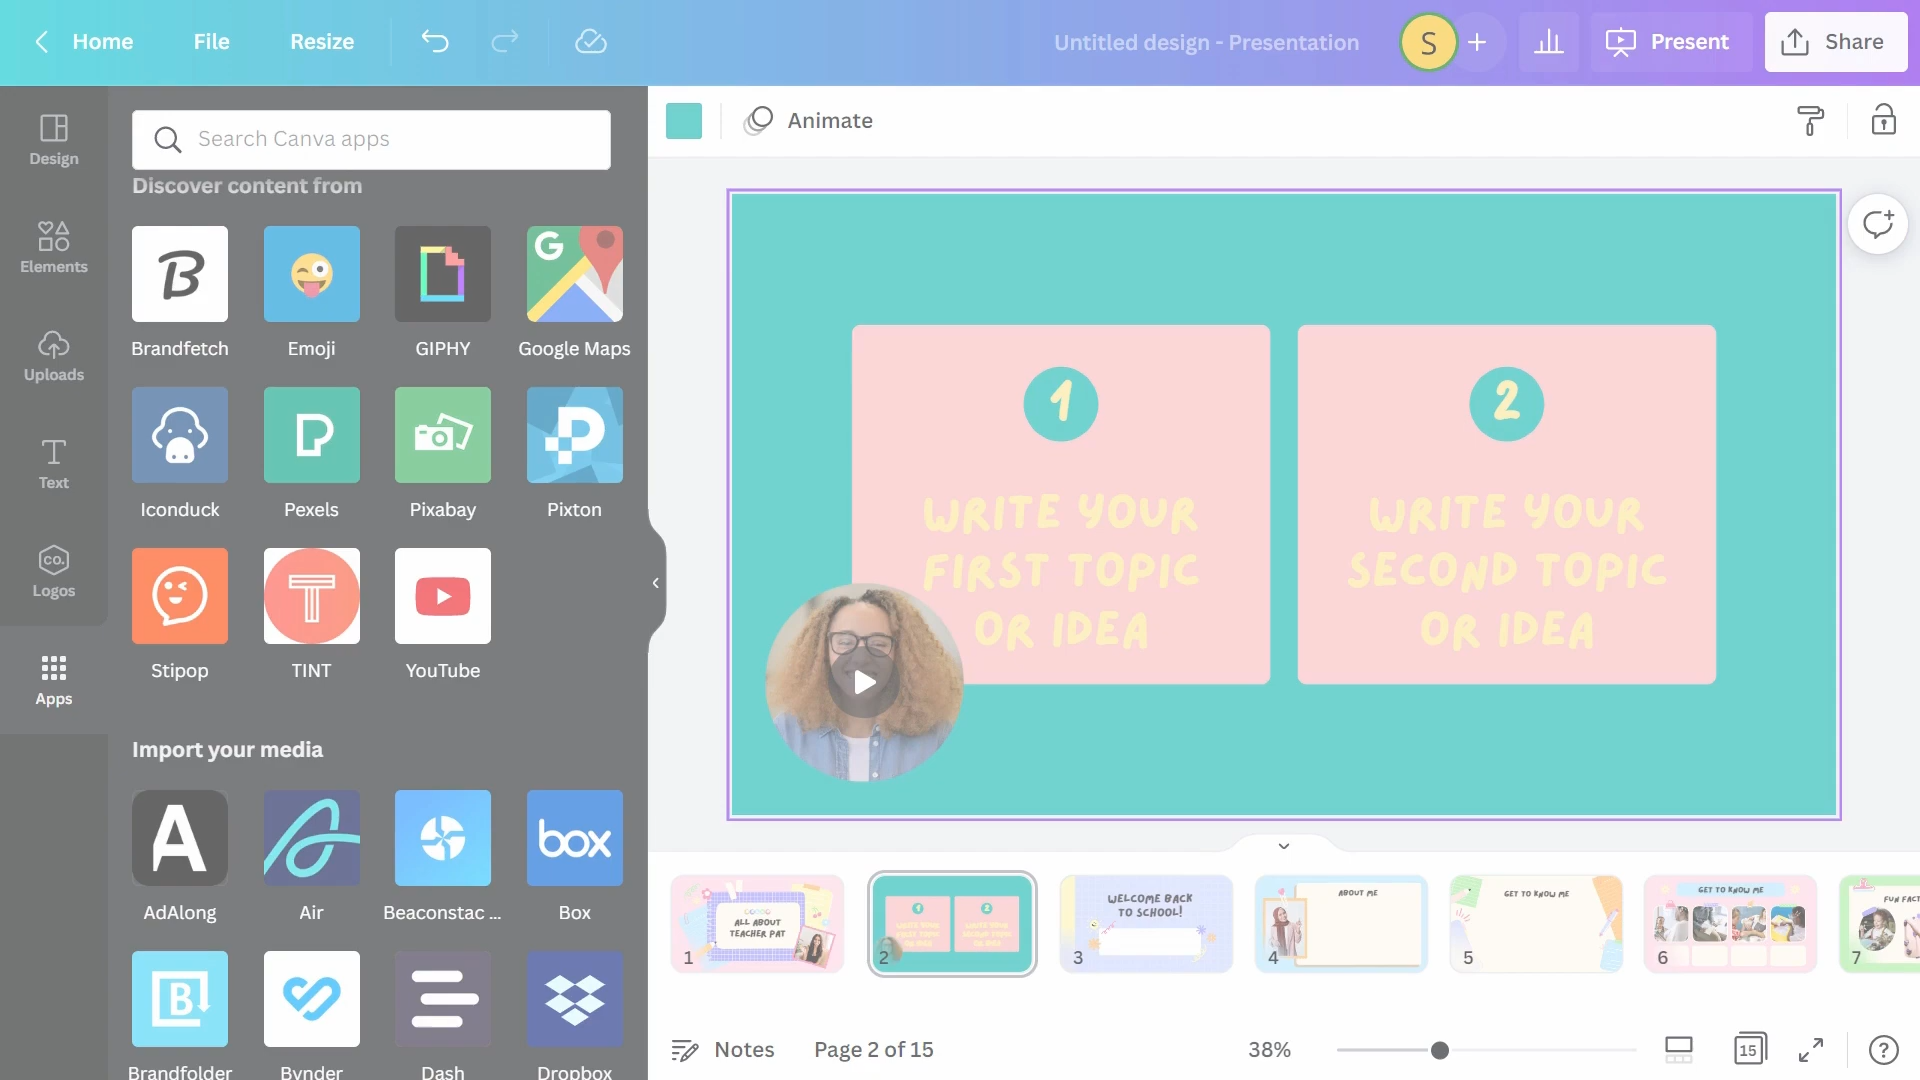 Home
File
Resize
Untitled design - Presentation
S
Present
Share
Design
Elements
Uploads
Text
CO.
Logos
Apps
Search Canva apps
Discover content from
Brandfetch
Emoji
GIPHY
Google Maps
Iconduck
Pexels
Pixabay
Pixton
Stipop
TINT
YouTube
Import your media
AdAlong
Air
Beaconstac ...
box
Box
Brandfolder
Bynder
Dash
Dropbox
Animate
1
WRITE YOUR
FIRST TOPIC
OR IDEA
2
WRITE YOUR
SECOND TOPIC
OR IDEA
ALL ABOUT
TEACHER PAT
1
2
WELCOME BACK
TO SCHOOL!
3
ABOUT ME
4
GET TO KNOW ME
5
GET TO KNOW ME
6
FUN FACT
7
Notes
Page 2 of 15
38%
15